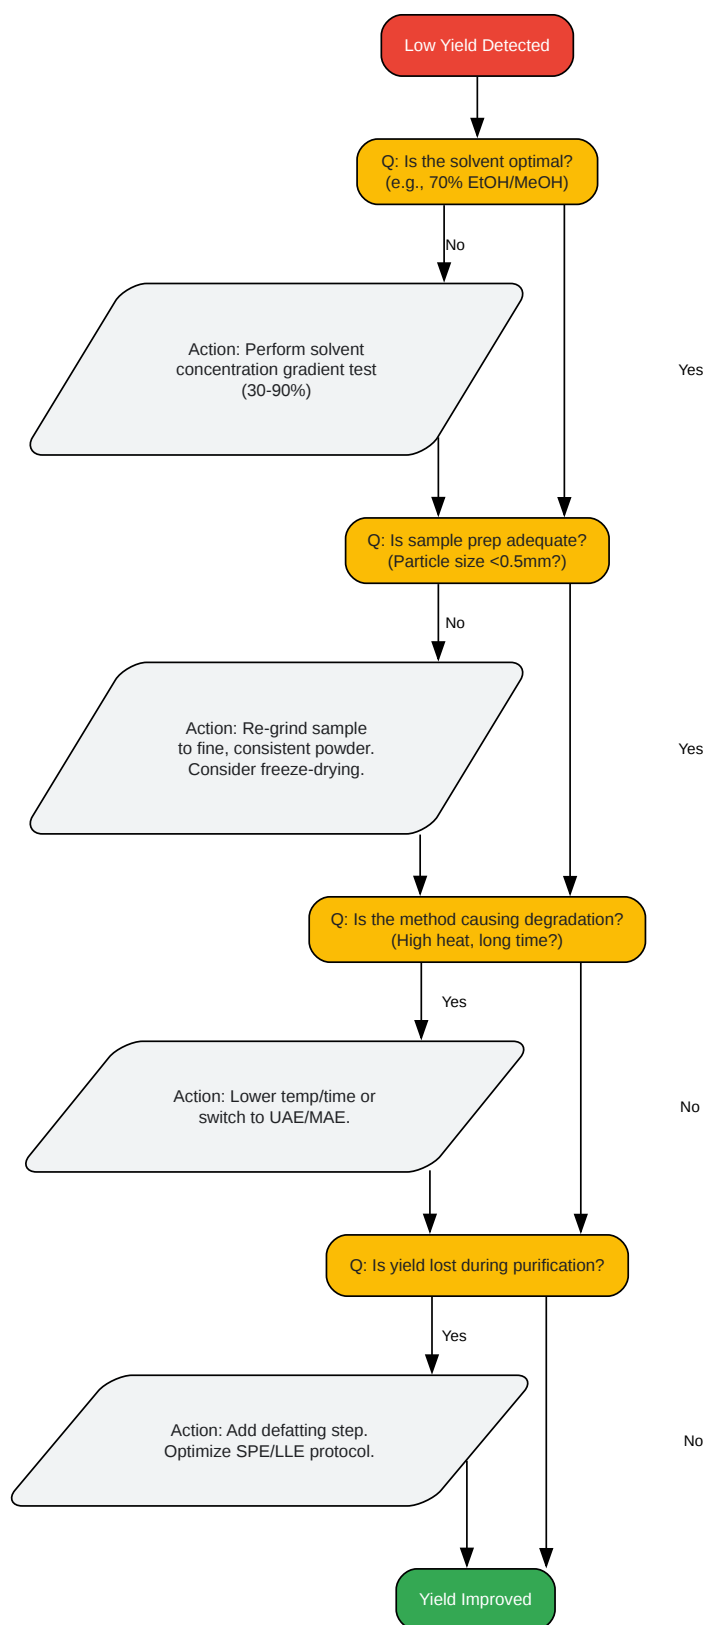 Low Yield Detected
Q: Is the solvent optimal?
(e.g., 70% EtOH/MeOH)
No
Action: Perform solvent
concentration gradient test
(30-90%)
Yes
Q: Is sample prep adequate?
(Particle size <0.5mm?)
No
Action: Re-grind sample
to fine, consistent powder.
Consider freeze-drying.
Yes
Q: Is the method causing degradation?
(High heat, long time?)
Yes
Action: Lower temp/time or
switch to UAE/MAE.
No
Q: Is yield lost during purification?
Yes
Action: Add defatting step.
Optimize SPE/LLE protocol.
No
Yield Improved